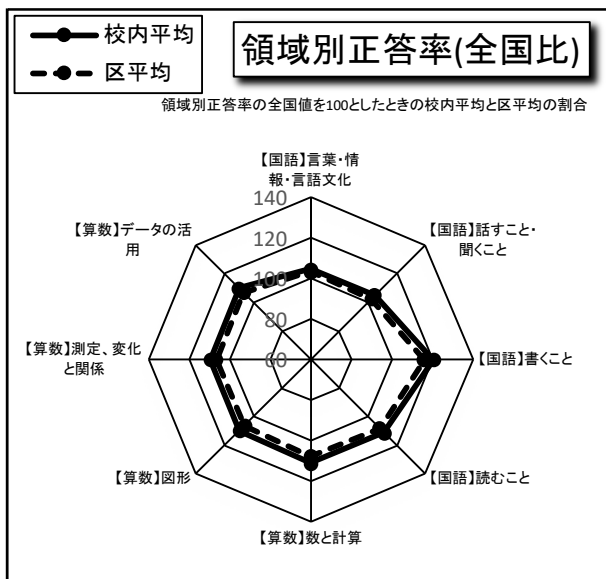 校内平均
区平均
領域別正答率(全国比)
領域別正答率の全国値を100としたときの校内平均と区平均の割合
【国語】言葉・情
報・言語文化
【国語】話すこと・
聞くこと
【国語】書くこと
【国語】読むこと
【算数】数と計算
【算数】図形
【算数】測定、変化
と関係
【算数】データの活
用
140
120
100
80
60